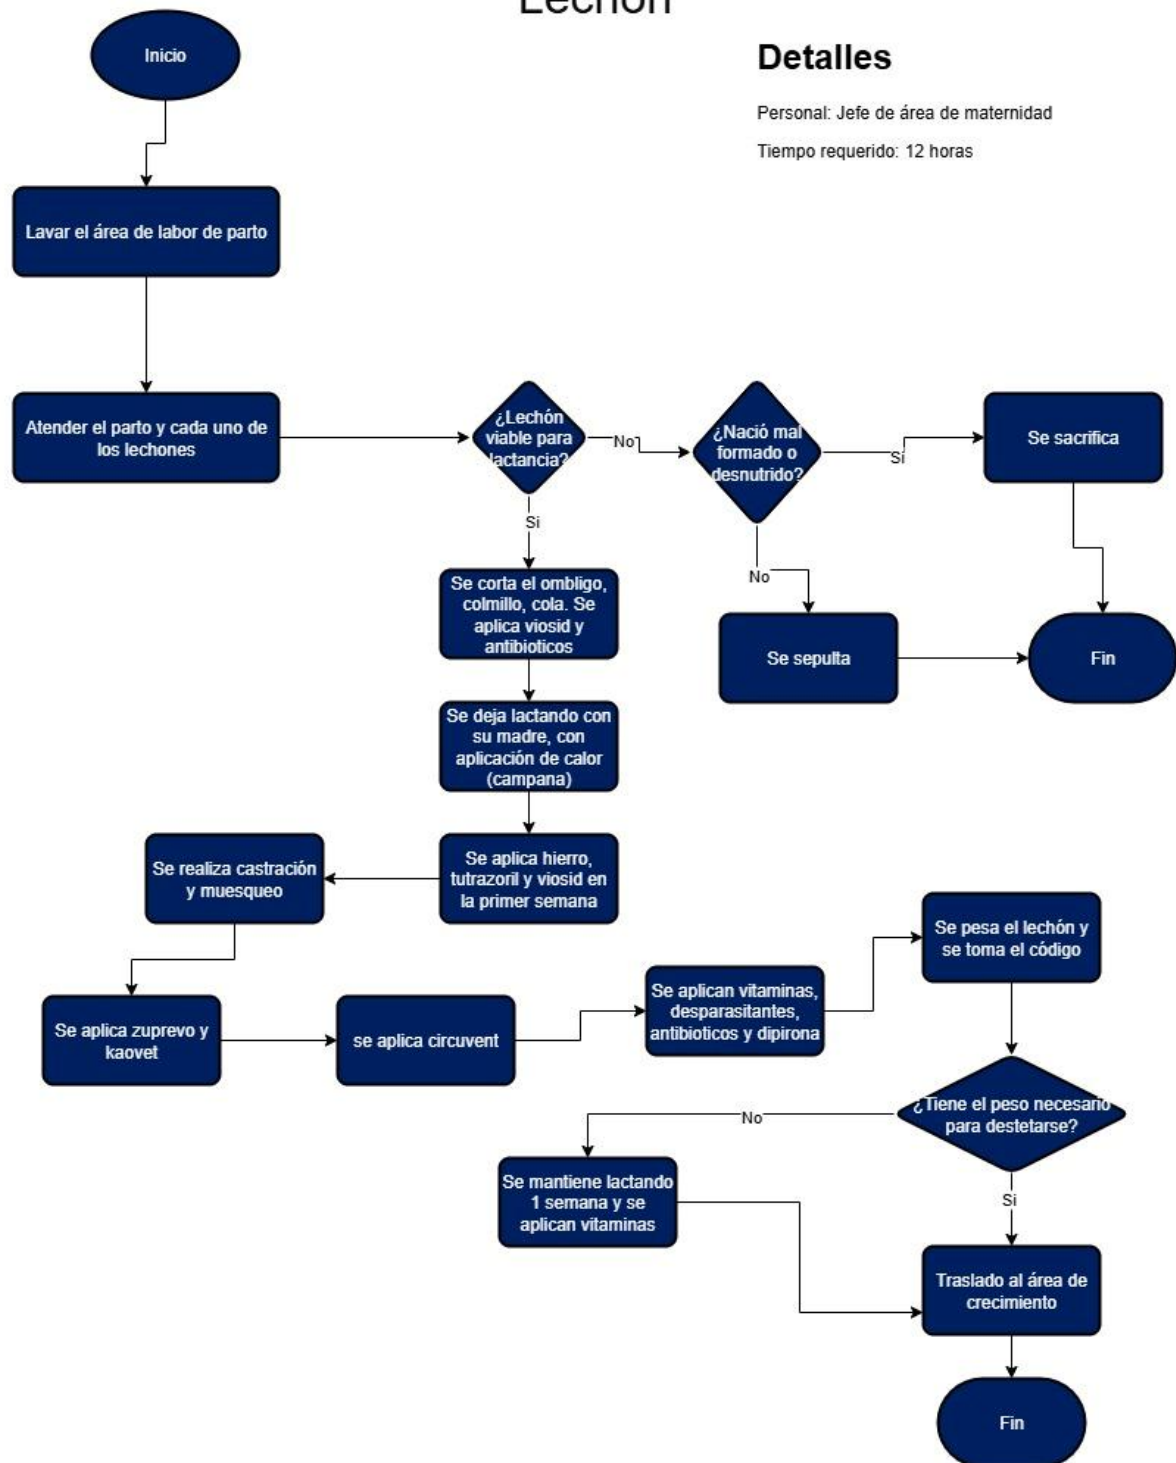 Lechón
Inicio
Detalles
Personal: Jefe de área de maternidad
Tiempo requerido: 12 horas
Lavar el área de labor de parto
Atender el parto y cada uno de
los lechones
¿Lechón
viable para
lactancia?
No
¿Nació mal
formado o
desnutrido?
Sí
Se sacrifica
Si
No
Se corta el ombligo,
colmillo, cola. Se
aplica viosid y
antibioticos
Se sepulta
Fin
Se deja lactando con
su madre, con
aplicación de calor
(campana)
Se aplica hierro,
tutrazoril y viosid en
la primer semana
Se realiza castración
y muesqueo
Se aplica zuprevo y
kaovet
se aplica circuvent
Se aplican vitaminas,
desparasitantes,
antibioticos y dipirona
Se pesa el lechón y
se toma el código
¿Tiene el peso necesario
para destetarse?
No
Se mantiene lactando
1 semana y se
aplican vitaminas
Si
Traslado al área de
crecimiento
Fin